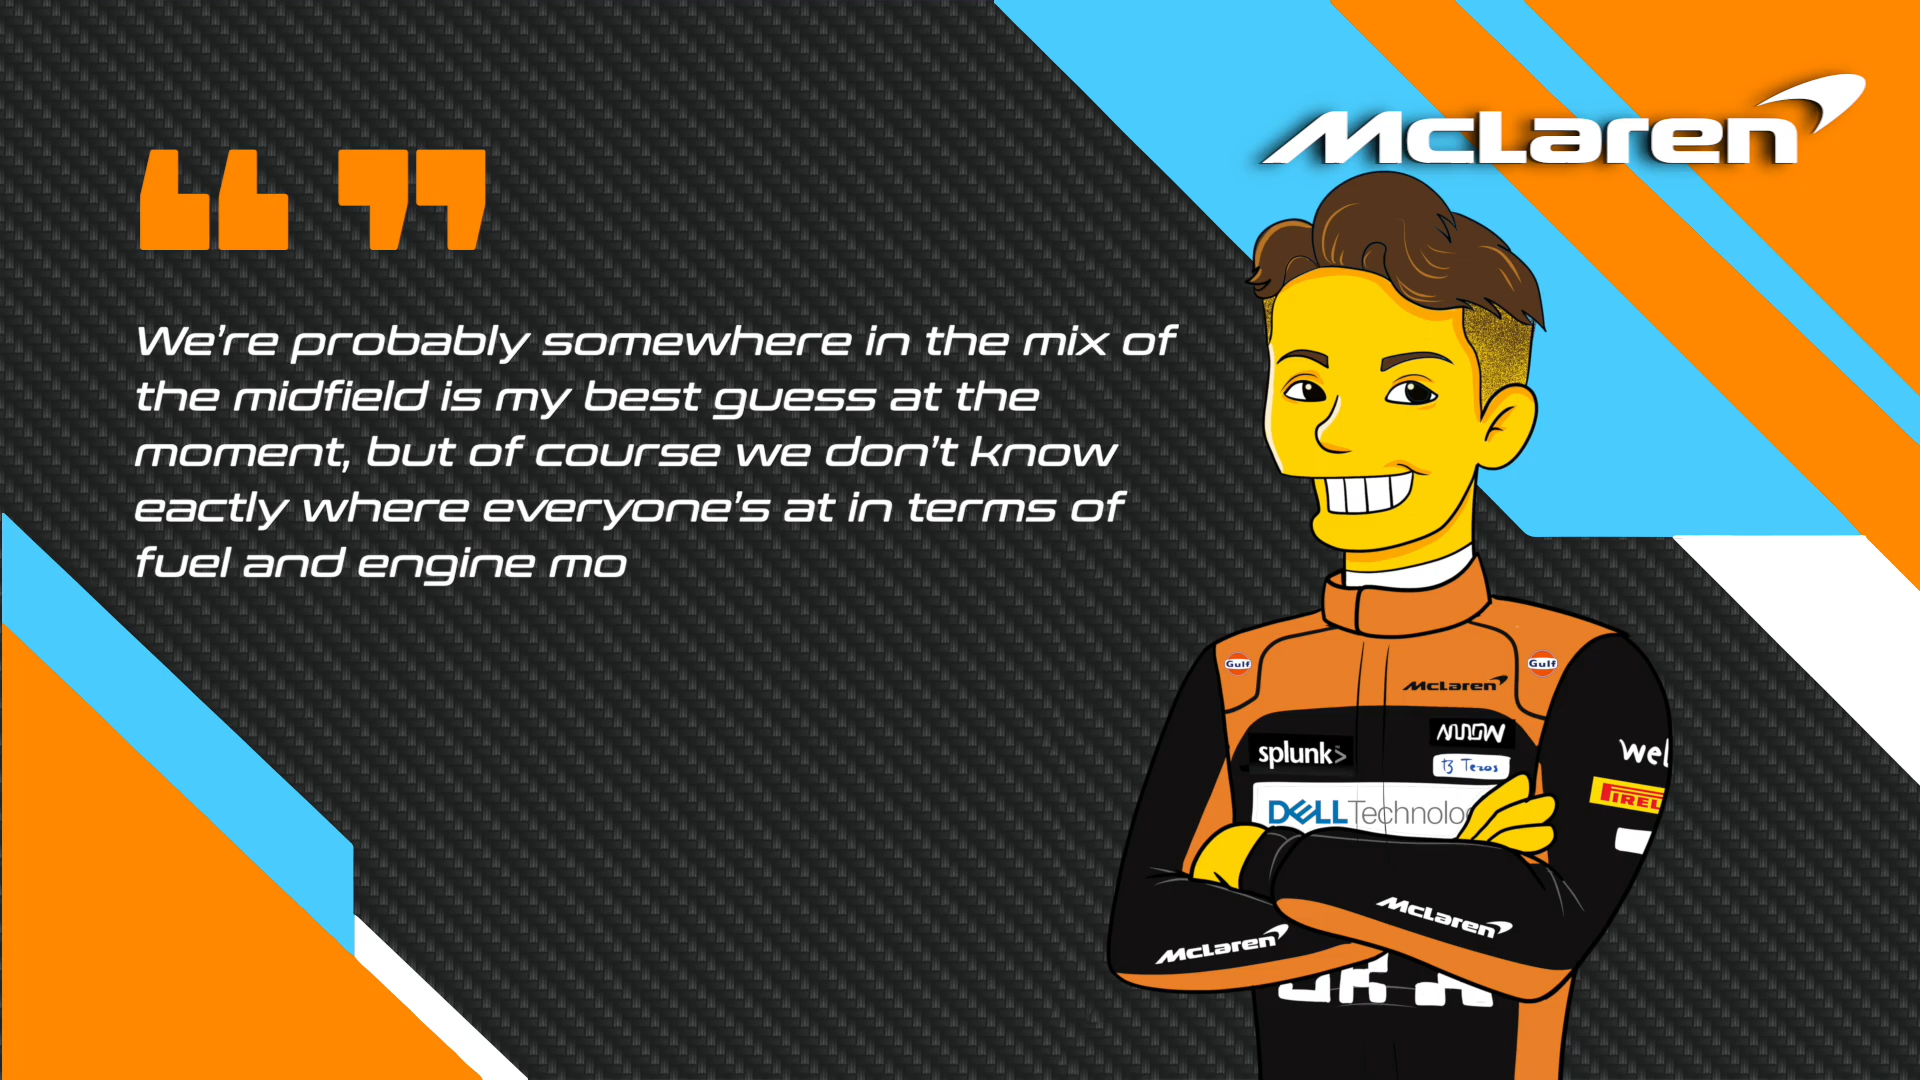 McLaren
“ ”
We’re probably somewhere in the mix of
the midfield is my best guess at the
moment, but of course we don’t know
eactly where everyone’s at in terms of
fuel and engine mo
Gulf
Gulf
McLaren
splunk>
ARROW
Tezos
DELL Technolo
wel
PIREL
McLaren
McLaren